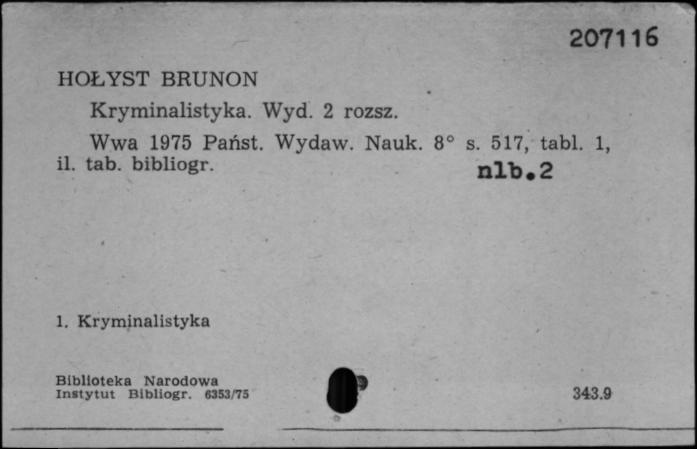 207116
HOŁYST BRUNON
Kryminalistyka. Wyd. 2 rozsz.
Wwa 1975 Państ. Wydaw. Nauk. 8° s. 517, tabl. 1,
il. tab. bibliogr.
nlb.2
1. Kryminalistyka
Biblioteka Narodowa
Instytut Bibliogr. 6353/75
343.9